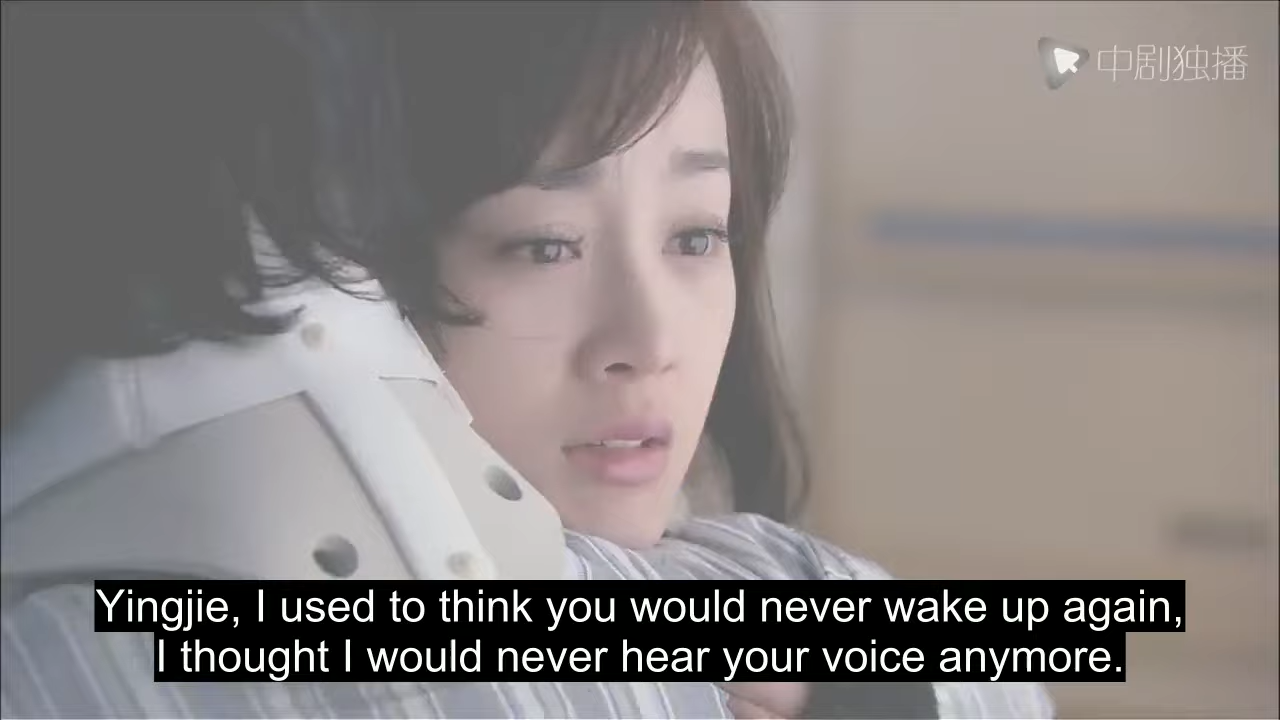 中剧独播
Yingjie, I used to think you would never wake up again,
I thought I would never hear your voice anymore.